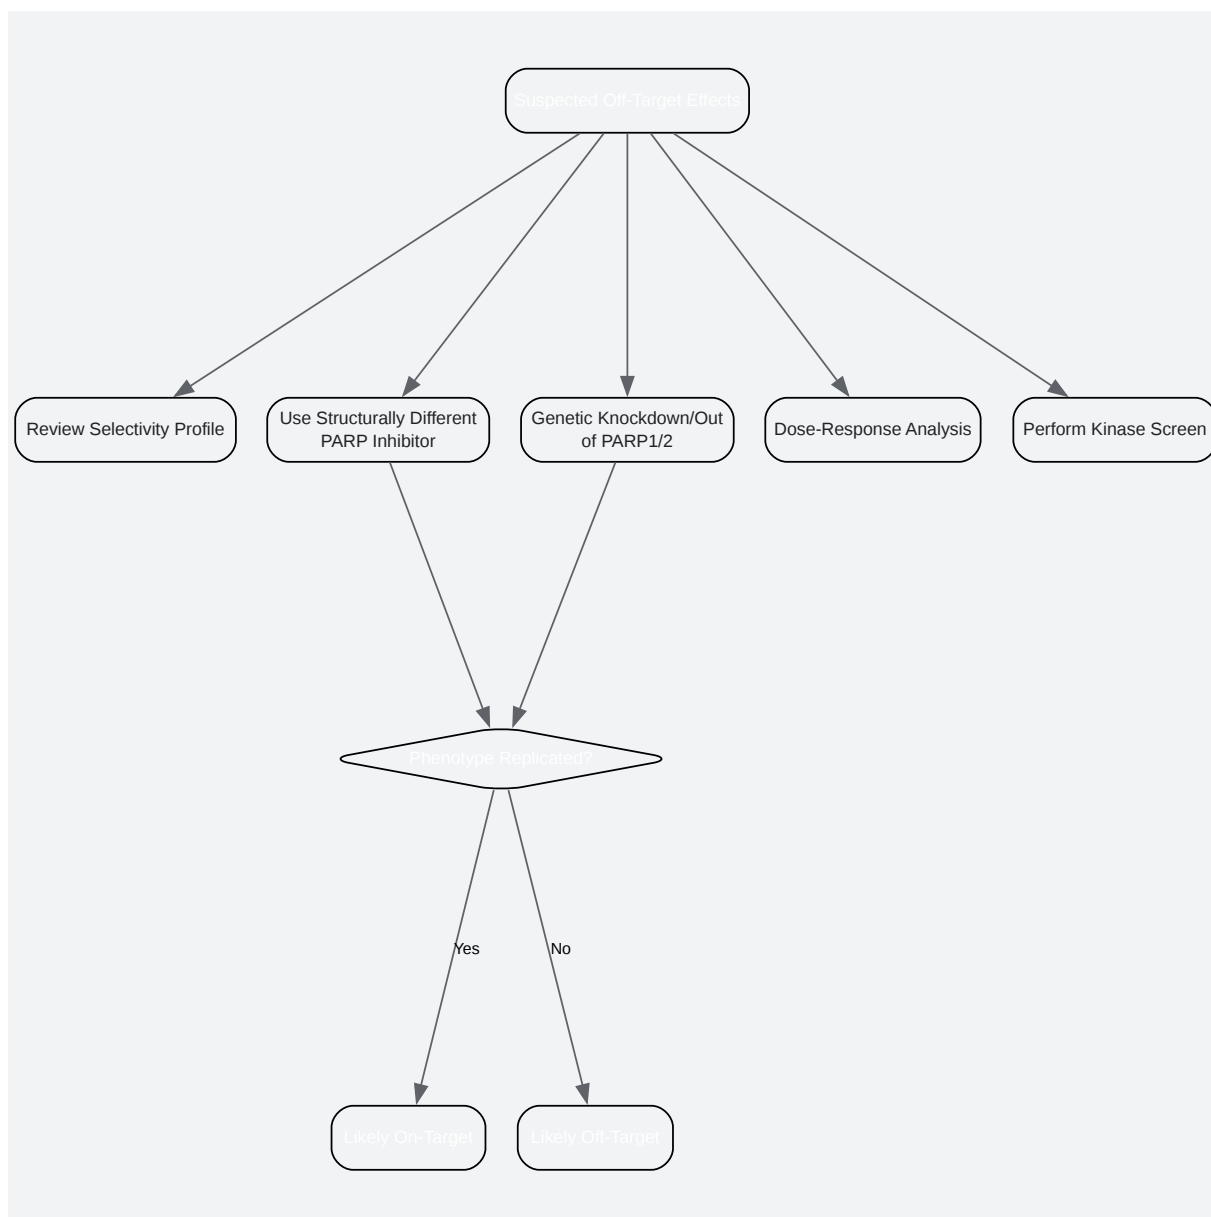 Suspected Off-Target Effects
Review Selectivity Profile
Use Structurally Different
PARP Inhibitor
Genetic Knockdown/Out
of PARP1/2
Dose-Response Analysis
Perform Kinase Screen
Phenotype Replicated?
Yes
No
Likely On-Target
Likely Off-Target